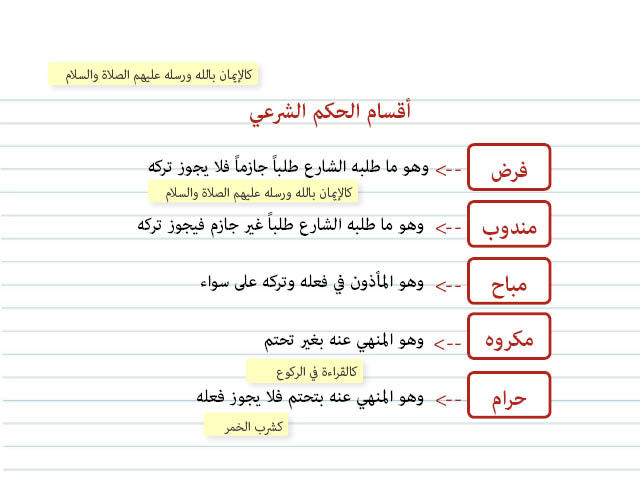 كالإيمان بالله ورسله عليهم الصلاة والسلام
أقسام الحكم الشرعي
فرض --> وهو ما طلبه الشارع طلباً جازماً فلا يجوز تركه
كالإيمان بالله ورسله عليهم الصلاة والسلام
مندوب --> وهو ما طلبه الشارع طلباً غير جازم فيجوز تركه
مباح --> وهو المأذون في فعله وتركه على سواء
مكروه --> وهو المنهي عنه بغير تحتم
كالقراءة في الركوع
حرام --> وهو المنهي عنه بتحتم فلا يجوز فعله
كشرب الخمر